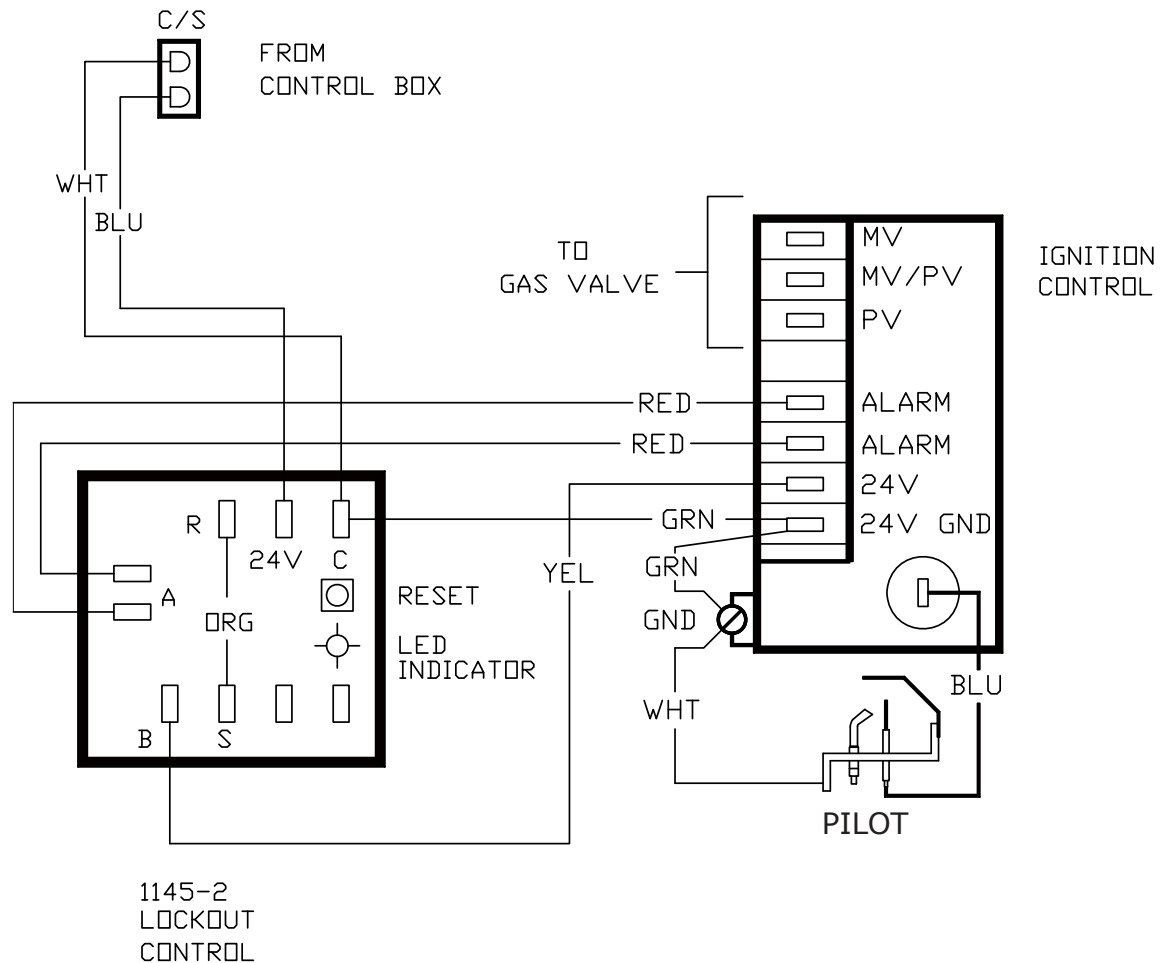 C/S
FROM
CONTROL BOX
WHT
BLU
TO
GAS VALVE
MV
MV/PV
PV
IGNITION
CONTROL
RED
ALARM
RED
ALARM
24V
GRN
24V GND
R
24V
C
YEL
GRN
A
RESET
ORG
GND
LED
INDICATOR
BLU
WHT
B
S
PILOT
1145-2
LOCKOUT
CONTROL